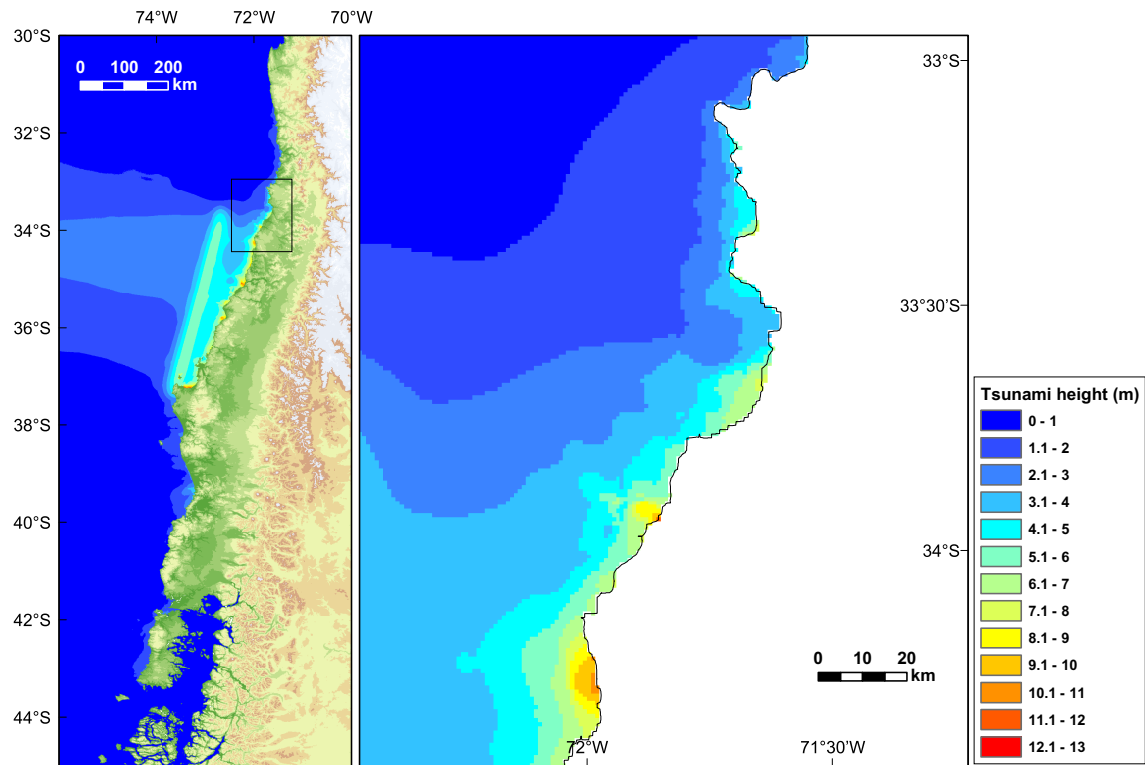 74°W 72°W 70°W
30°S
32°S
34°S
36°S
38°S
40°S
42°S
44°S
0 100 200
km
33°S
33°30'S
34°S
0 10 20
km
72°W 71°30'W
Tsunami height (m)
0 - 1
1.1 - 2
2.1 - 3
3.1 - 4
4.1 - 5
5.1 - 6
6.1 - 7
7.1 - 8
8.1 - 9
9.1 - 10
10.1 - 11
11.1 - 12
12.1 - 13